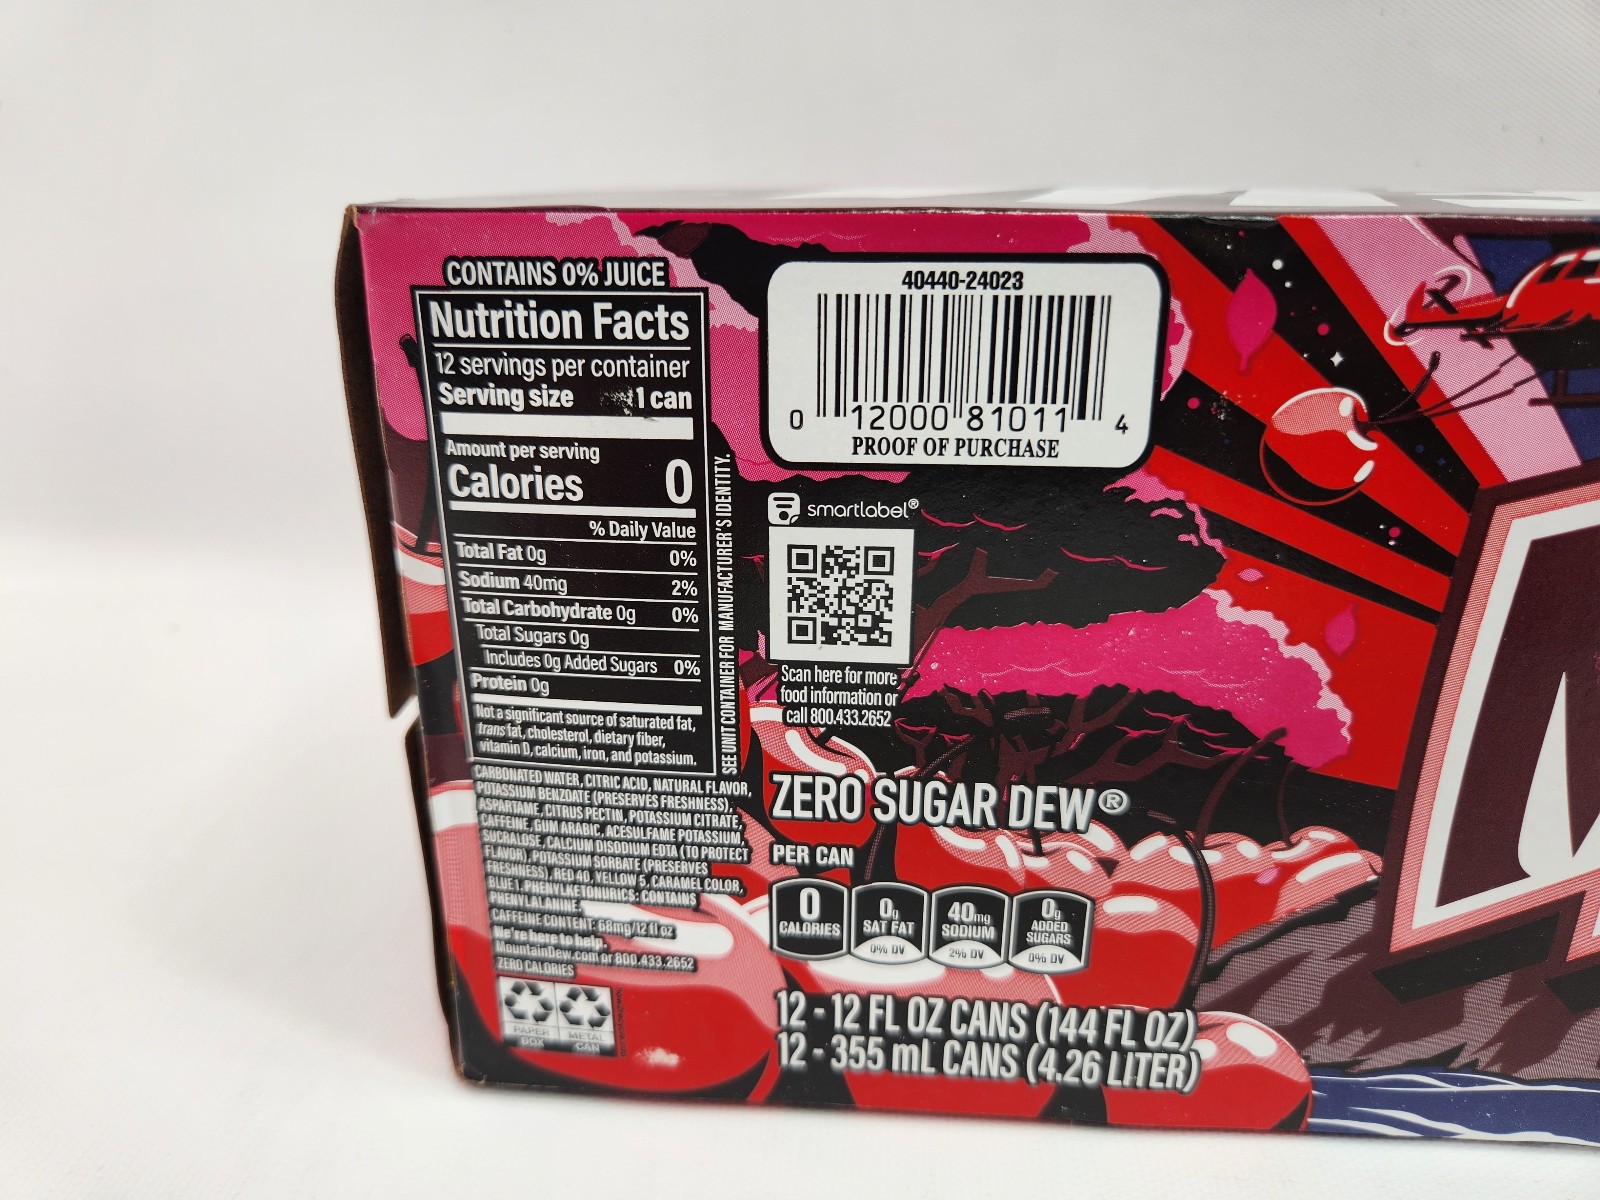 CONTAINS 0% JUICE
Nutrition Facts
12 servings per container
Serving size 1 can
Amount per serving
Calories 0
% Daily Value
Total Fat 0g 0%
Sodium 40mg 2%
Total Carbohydrate 0g 0%
Total Sugars 0g
Includes 0g Added Sugars 0%
Protein 0g
Not a significant source of saturated fat,
trans fat, cholesterol, dietary fiber,
vitamin D, calcium, iron, and potassium.
SEE UNIT CONTAINER FOR MANUFACTURER'S IDENTITY.
CARBONATED WATER, CITRIC ACID, NATURAL FLAVOR,
POTASSIUM BENZOATE (PRESERVES FRESHNESS),
ASPARTAME, CITRUS PECTIN, POTASSIUM CITRATE,
CAFFEINE, GUM ARABIC, ACESULFAME POTASSIUM,
SUCRALOSE, CALCIUM DISODIUM EDTA (TO PROTECT
FLAVOR), POTASSIUM SORBATE (PRESERVES
FRESHNESS), RED 40, YELLOW 5, CARAMEL COLOR,
BLUE 1. PHENYLKETONURICS: CONTAINS
PHENYLALANINE.
CAFFEINE CONTENT: 68mg/12 fl oz
We're here to help.
MountainDew.com or 800.433.2652
ZERO CALORIES
PAPER BOX
METAL CAN
40440-24023
0 12000 81011 4
PROOF OF PURCHASE
smartlabel®
Scan here for more
food information or
call 800.433.2652
ZERO SUGAR DEW®
PER CAN
0 CALORIES
0g SAT FAT 0% DV
40mg SODIUM 2% DV
0g ADDED SUGARS 0% DV
12 - 12 FL OZ CANS (144 FL OZ)
12 - 355 mL CANS (4.26 LITER)